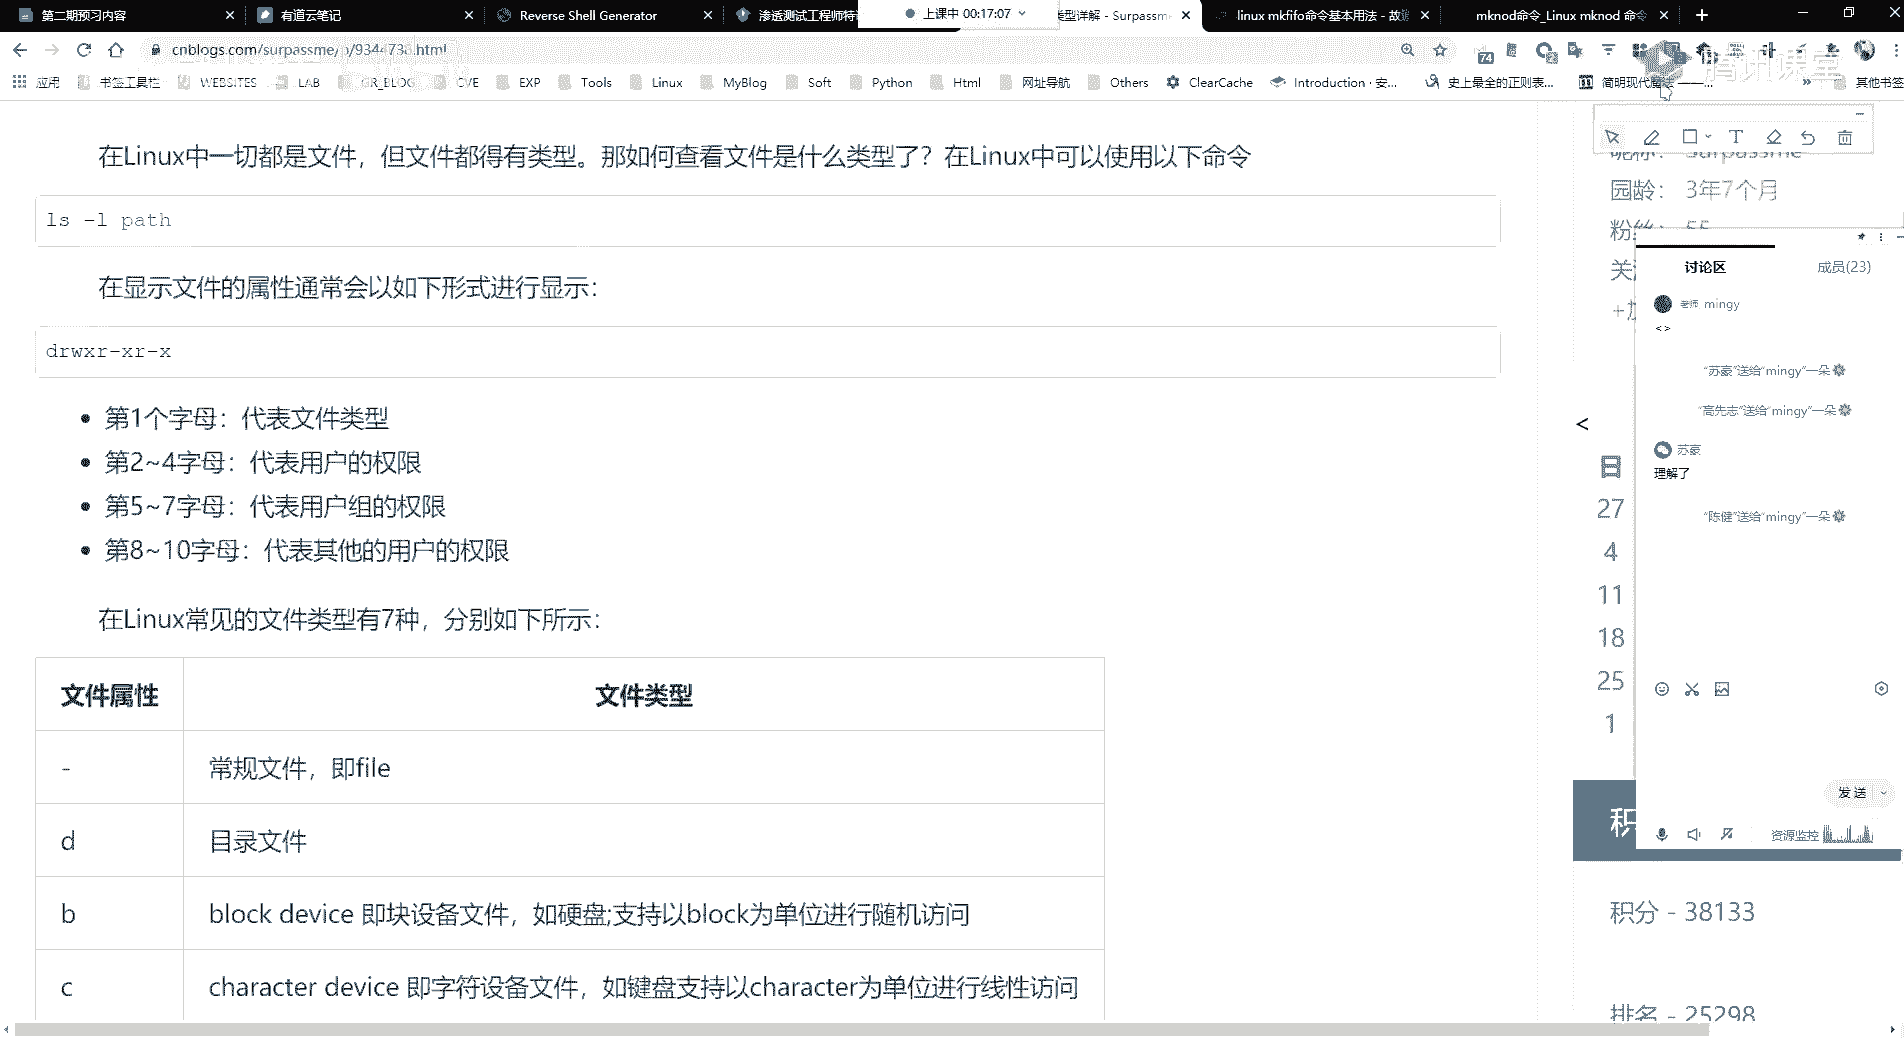 第二期预习内容
有道云笔记
Reverse Shell Generator
渗透测试工程师特训
上课中 00:17:07
类型详解 - Surpassme
linux mkfifo命令基本用法 - 故
mknod命令_Linux mknod 命令
cnblogs.com/surpassme/p/9344738.html
74
应用
书签工具栏
WEBSITES
LAB
GR_BLOG
CVE
EXP
Tools
Linux
MyBlog
Soft
Python
Html
网址导航
Others
ClearCache
Introduction · 安...
史上最全的正则表...
简明现代魔法 ——...
其他书签
腾讯课堂
在Linux中一切都是文件，但文件都得有类型。那如何查看文件是什么类型了？在Linux中可以使用以下命令
ls -l path
在显示文件的属性通常会以如下形式进行显示：
drwxr-xr-x
第1个字母：代表文件类型
第2~4字母：代表用户的权限
第5~7字母：代表用户组的权限
第8~10字母：代表其他的用户的权限
在Linux常见的文件类型有7种，分别如下所示：
文件属性 文件类型
- 常规文件，即file
d 目录文件
b block device 即块设备文件，如硬盘;支持以block为单位进行随机访问
c character device 即字符设备文件，如键盘支持以character为单位进行线性访问
昵称： Surpassme
园龄： 3年7个月
粉丝： 55
关
<
日
27
4
11
18
25
1
积
积分 - 38133
排名 - 25298
讨论区 成员(23)
老师 mingy
<>
“苏豪”送给“mingy”一朵
“高先志”送给“mingy”一朵
苏豪
理解了
“陈健”送给“mingy”一朵
发送
资源监控